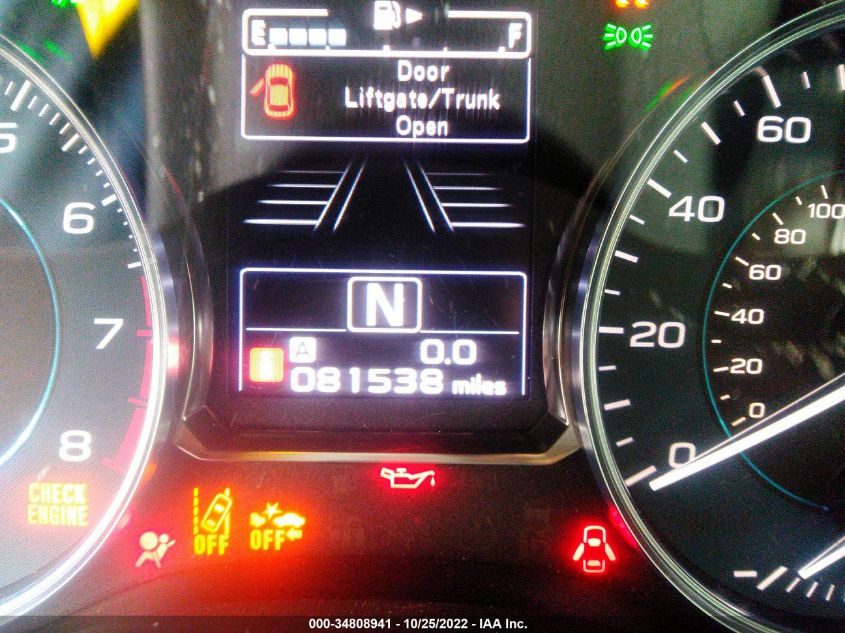 E F
Door
Liftgate/Trunk
Open
5
6
7
8
N
A 0.0
081538 miles
60
40
20
0
100
80
60
40
20
0
CHECK
ENGINE
OFF
OFF
000-34808941 - 10/25/2022 - IAA Inc.